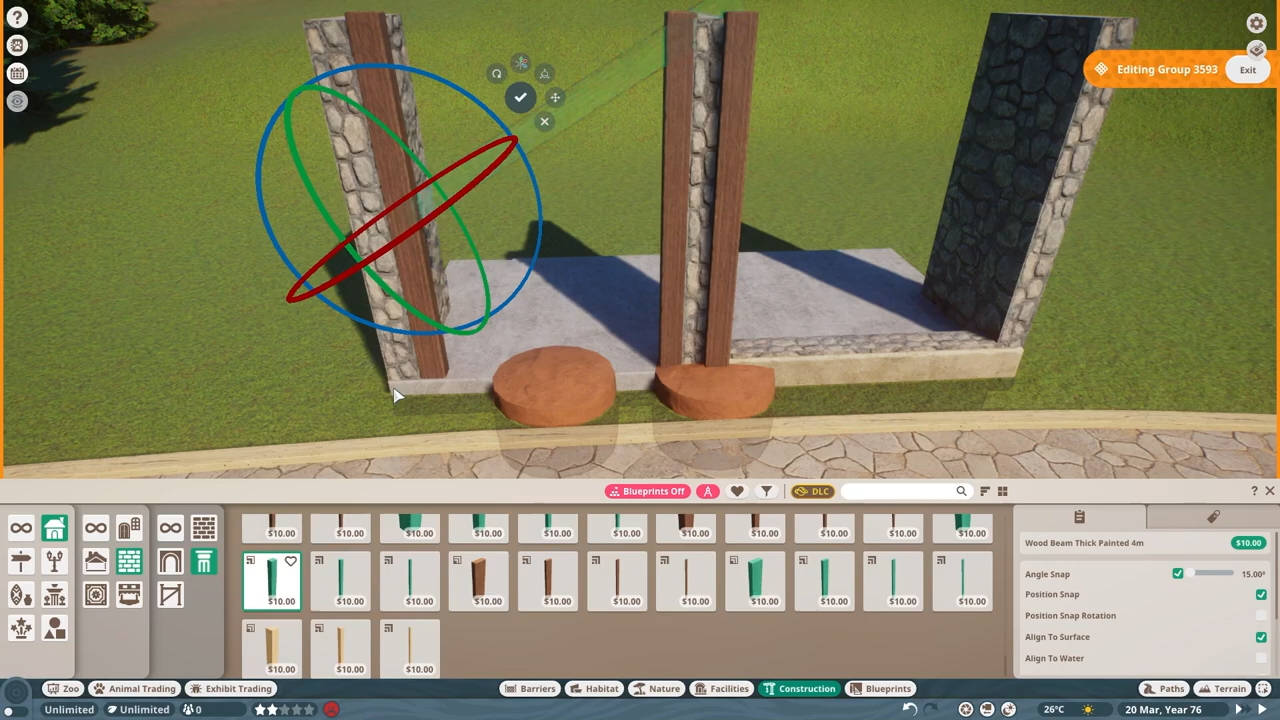 Editing Group 3593
Exit
Blueprints Off
DLC
$10.00 $10.00 $10.00 $10.00 $10.00 $10.00 $10.00 $10.00 $10.00 $10.00 $10.00
$10.00 $10.00 $10.00 $10.00 $10.00 $10.00 $10.00 $10.00 $10.00 $10.00 $10.00
$10.00 $10.00 $10.00
Wood Beam Thick Painted 4m $10.00
Angle Snap 15.00°
Position Snap
Position Snap Rotation
Align To Surface
Align To Water
Zoo Animal Trading Exhibit Trading Barriers Habitat Nature Facilities Construction Blueprints Paths Terrain
Unlimited Unlimited 0 26°C 20 Mar, Year 76